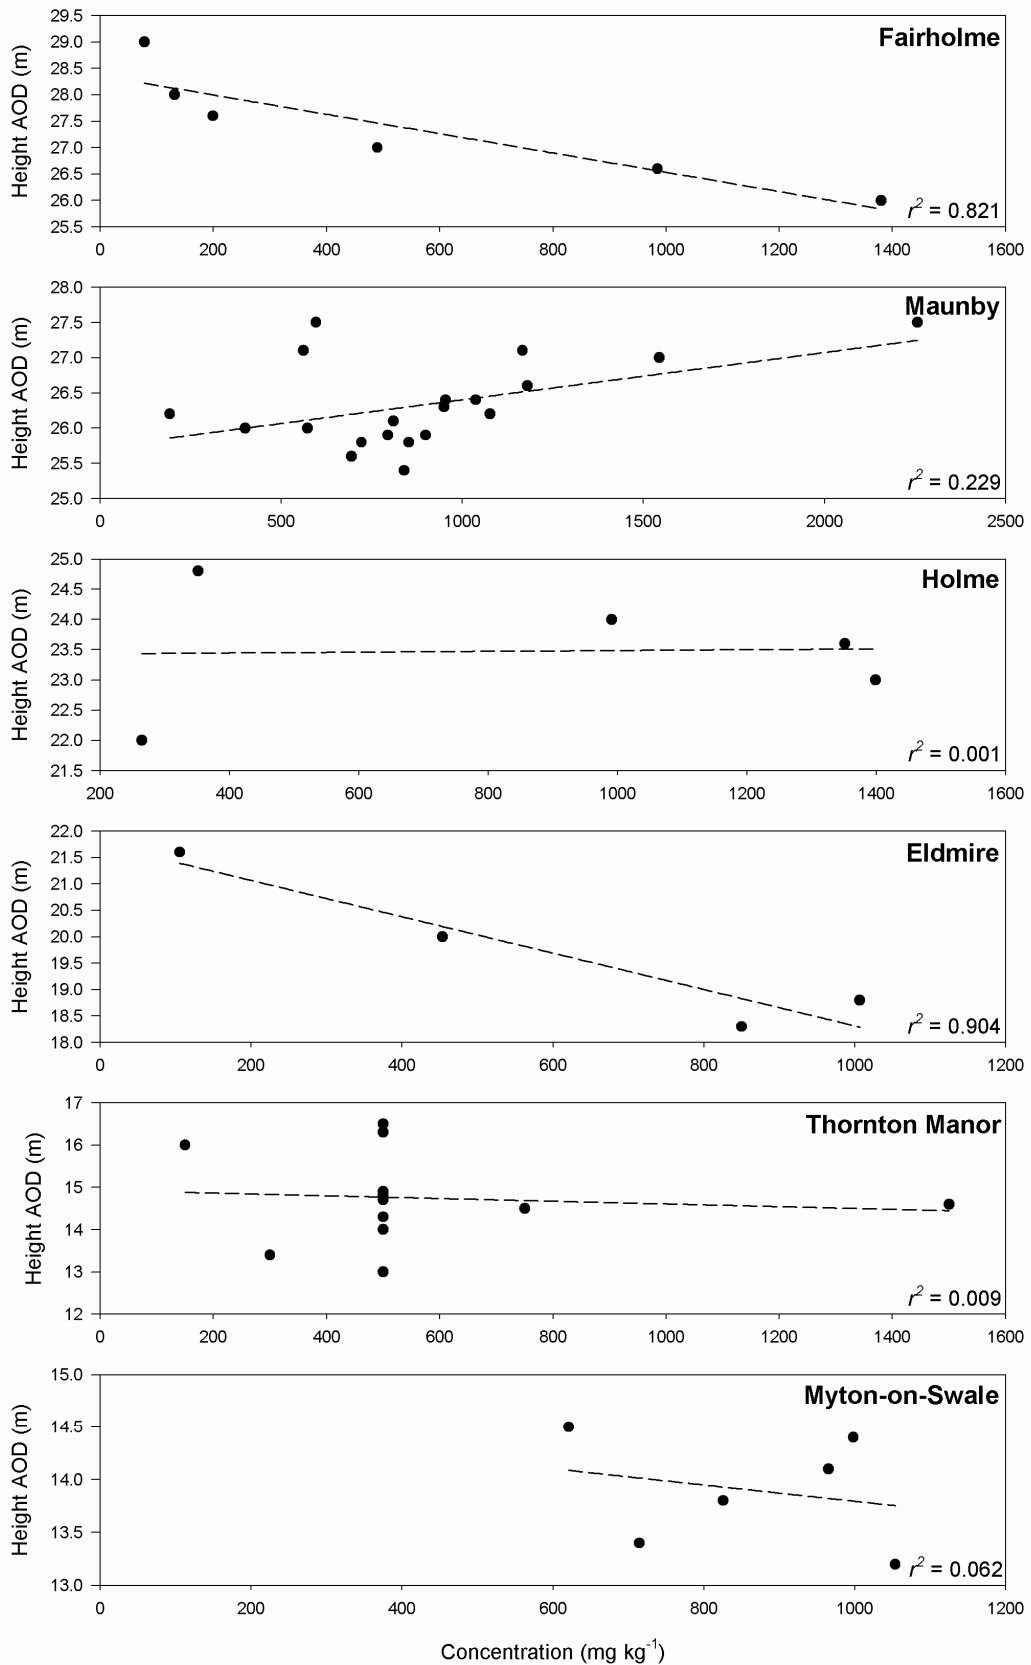 Fairholme
Height AOD (m)
29.5
29.0
28.5
28.0
27.5
27.0
26.5
26.0
25.5
r² = 0.821
0 200 400 600 800 1000 1200 1400 1600
Maunby
Height AOD (m)
28.0
27.5
27.0
26.5
26.0
25.5
25.0
r² = 0.229
0 500 1000 1500 2000 2500
Holme
Height AOD (m)
25.0
24.5
24.0
23.5
23.0
22.5
22.0
21.5
r² = 0.001
200 400 600 800 1000 1200 1400 1600
Eldmire
Height AOD (m)
22.0
21.5
21.0
20.5
20.0
19.5
19.0
18.5
18.0
r² = 0.904
0 200 400 600 800 1000 1200
Thornton Manor
Height AOD (m)
17
16
15
14
13
12
r² = 0.009
0 200 400 600 800 1000 1200 1400 1600
Myton-on-Swale
Height AOD (m)
15.0
14.5
14.0
13.5
13.0
r² = 0.062
0 200 400 600 800 1000 1200
Concentration (mg kg⁻¹)